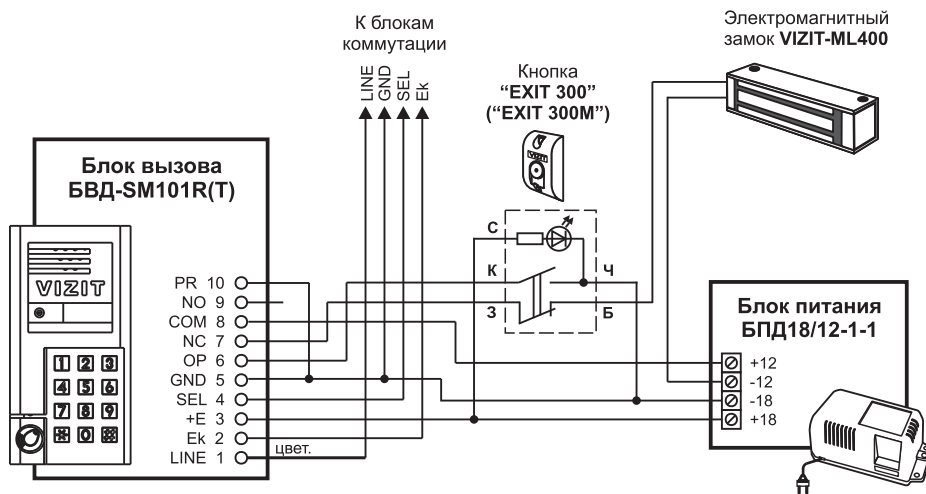 К блокам
коммутации
LINE
GND
SEL
Ek
Кнопка
“EXIT 300”
(“EXIT 300M”)
VIZIT
Электромагнитный
замок VIZIT-ML400
Блок вызова
БВД-SM101R(T)
VIZIT
1 2 3
4 5 6
7 8 9
* 0 #
PR 10
NO 9
COM 8
NC 7
OP 6
GND 5
SEL 4
+E 3
Ek 2
LINE 1
цвет.
С
К
З
Ч
Б
Блок питания
БПД18/12-1-1
+12
-12
-18
+18